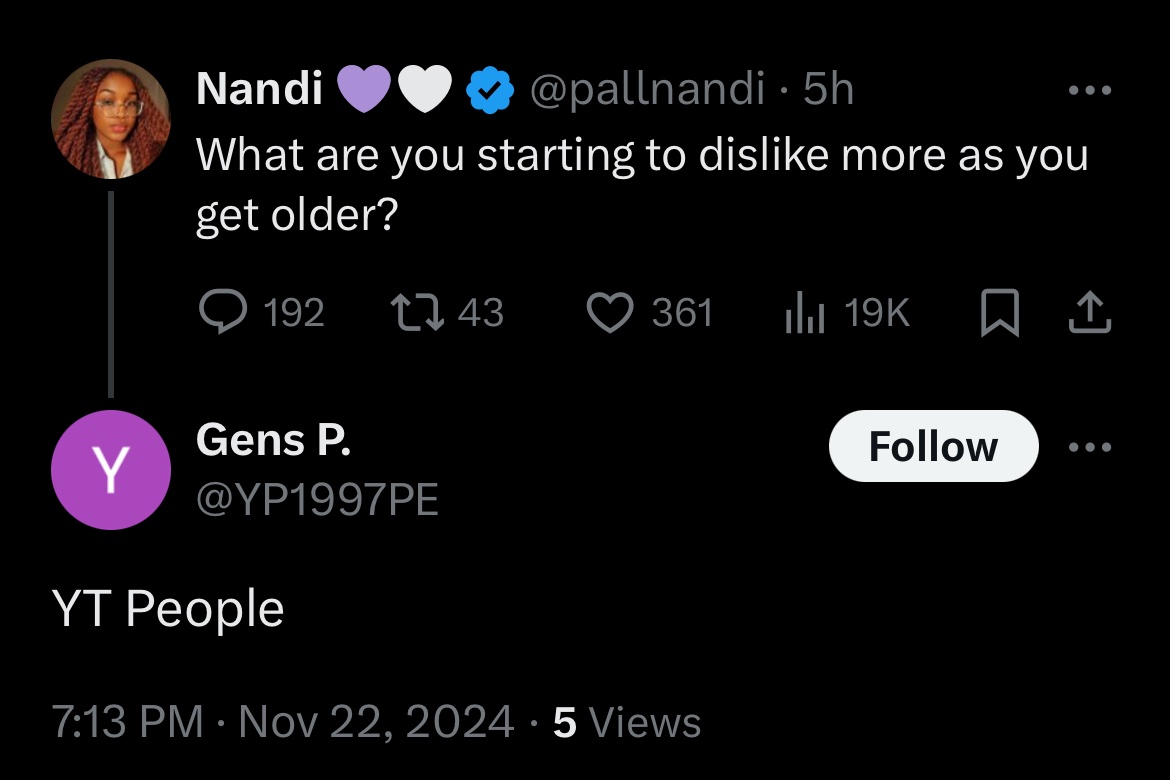 Nandi 💜🤍 @pallnandi · 5h
What are you starting to dislike more as you
get older?
192 43 361 19K
Y
Gens P.
Follow
@YP1997PE
YT People
7:13 PM · Nov 22, 2024 · 5 Views